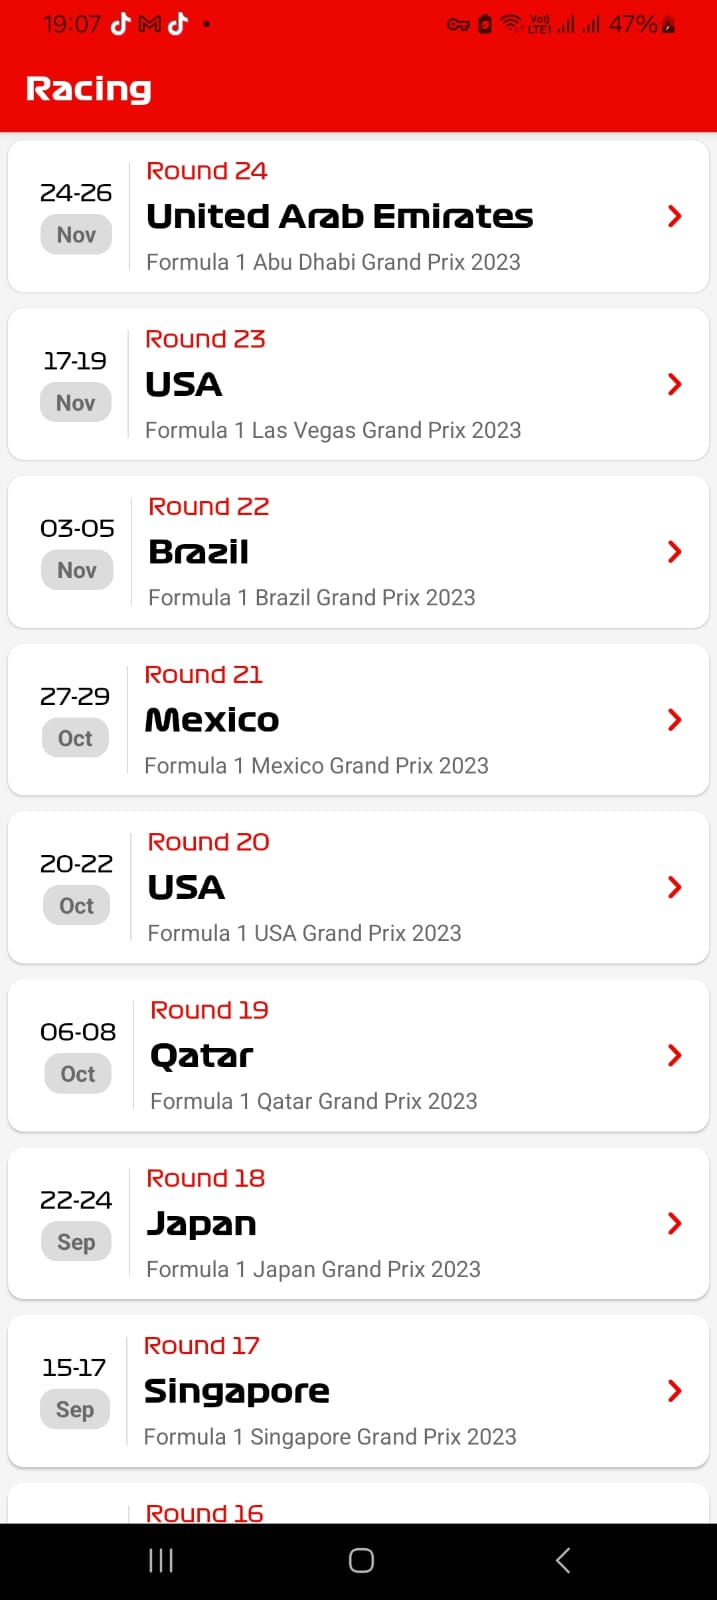 19:07 47%
Vo))
LTE1
Racing
Round 24
24-26
United Arab Emirates
Nov
Formula 1 Abu Dhabi Grand Prix 2023
Round 23
17-19
USA
Nov
Formula 1 Las Vegas Grand Prix 2023
Round 22
03-05
Brazil
Nov
Formula 1 Brazil Grand Prix 2023
Round 21
27-29
Mexico
Oct
Formula 1 Mexico Grand Prix 2023
Round 20
20-22
USA
Oct
Formula 1 USA Grand Prix 2023
Round 19
06-08
Qatar
Oct
Formula 1 Qatar Grand Prix 2023
Round 18
22-24
Japan
Sep
Formula 1 Japan Grand Prix 2023
Round 17
15-17
Singapore
Sep
Formula 1 Singapore Grand Prix 2023
Round 16